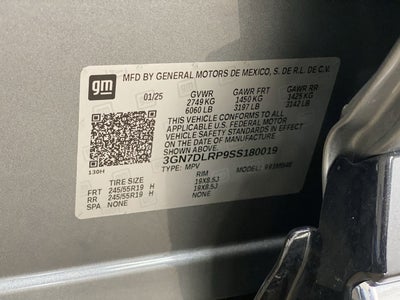 gm
MFD BY GENERAL MOTORS DE MEXICO, S. DE R.L. DE C.V.
01/25 GVWR GAWR FRT GAWR RR
2749 KG 1450 KG 1425 KG
6060 LB 3197 LB 3142 LB
THIS VEHICLE CONFORMS TO ALL APPLICABLE U.S. FEDERAL MOTOR
VEHICLE SAFETY STANDARDS IN EFFECT
ON THE DATE OF MANUFACTURE
SHOWN ABOVE.
3GN7DLRP9SS180019
130H TYPE: MPV MODEL:
TIRE SIZE RIM
FRT 245/55R19 H 19X8.5J
RR 245/55R19 H 19X8.5J
SPA NONE NONE